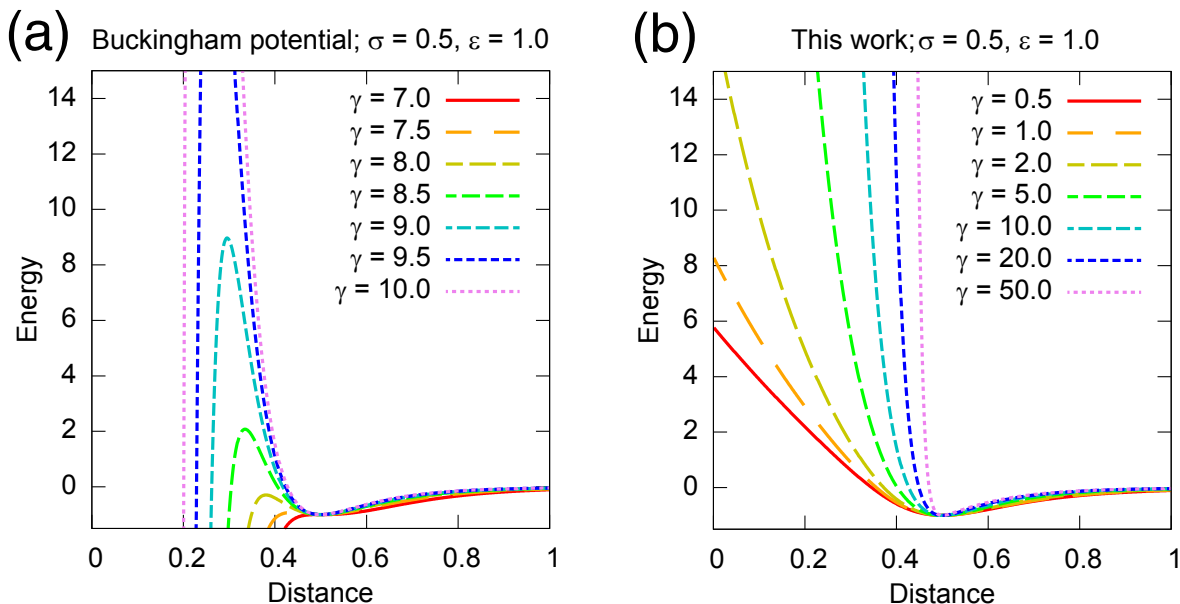 (a)
Buckingham potential; σ = 0.5, ε = 1.0
Energy
14
12
10
8
6
4
2
0
γ = 7.0
γ = 7.5
γ = 8.0
γ = 8.5
γ = 9.0
γ = 9.5
γ = 10.0
0 0.2 0.4 0.6 0.8 1
Distance
(b)
This work; σ = 0.5, ε = 1.0
Energy
14
12
10
8
6
4
2
0
γ = 0.5
γ = 1.0
γ = 2.0
γ = 5.0
γ = 10.0
γ = 20.0
γ = 50.0
0 0.2 0.4 0.6 0.8 1
Distance